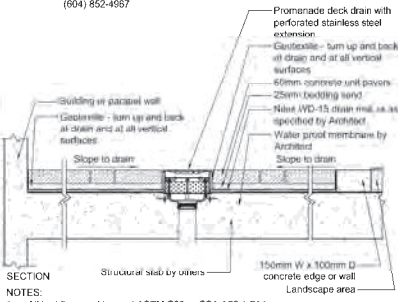 (604) 852-4967
Promenade deck drain with
perforated stainless steel
extension
Geotextile - turn up and back
at drain and at all vertical
surfaces
60mm concrete unit pavers
25mm bedding sand
Nilex WD-15 drain mat or as
specified by Architect
Water proof membrane by
Architect
Slope to drain
Building or parapet wall
Geotextile - turn up and back
at drain and at all vertical
surfaces
Slope to drain
Structural slab by others
150mm W x 100mm D
concrete edge or wall
Landscape area
SECTION
NOTES: